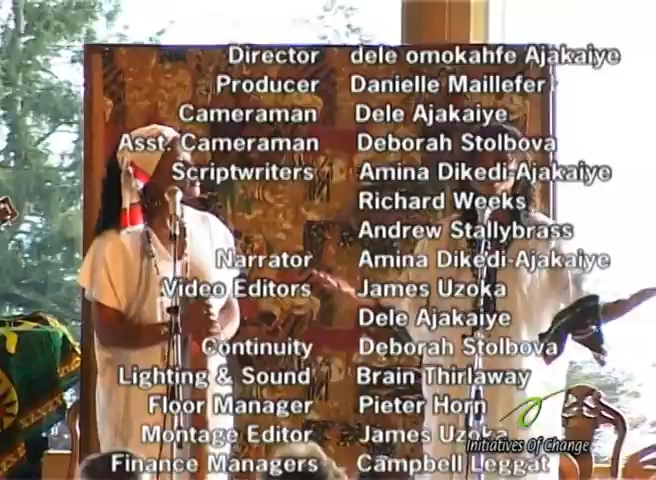 Director dele omokahfe Ajakaiye
Producer Danielle Maillefer
Cameraman Dele Ajakaiye
Asst. Cameraman Deborah Stolbova
Scriptwriters Amina Dikedi-Ajakaiye
Richard Weeks
Andrew Stallybrass
Narrator Amina Dikedi-Ajakaiye
Video Editors James Uzoka
Dele Ajakaiye
Continuity Deborah Stolbova
Lighting & Sound Brain Thirlaway
Floor Manager Pieter Horn
Montage Editor James Uzoka
Initiatives Of Change
Finance Managers Campbell Leggat